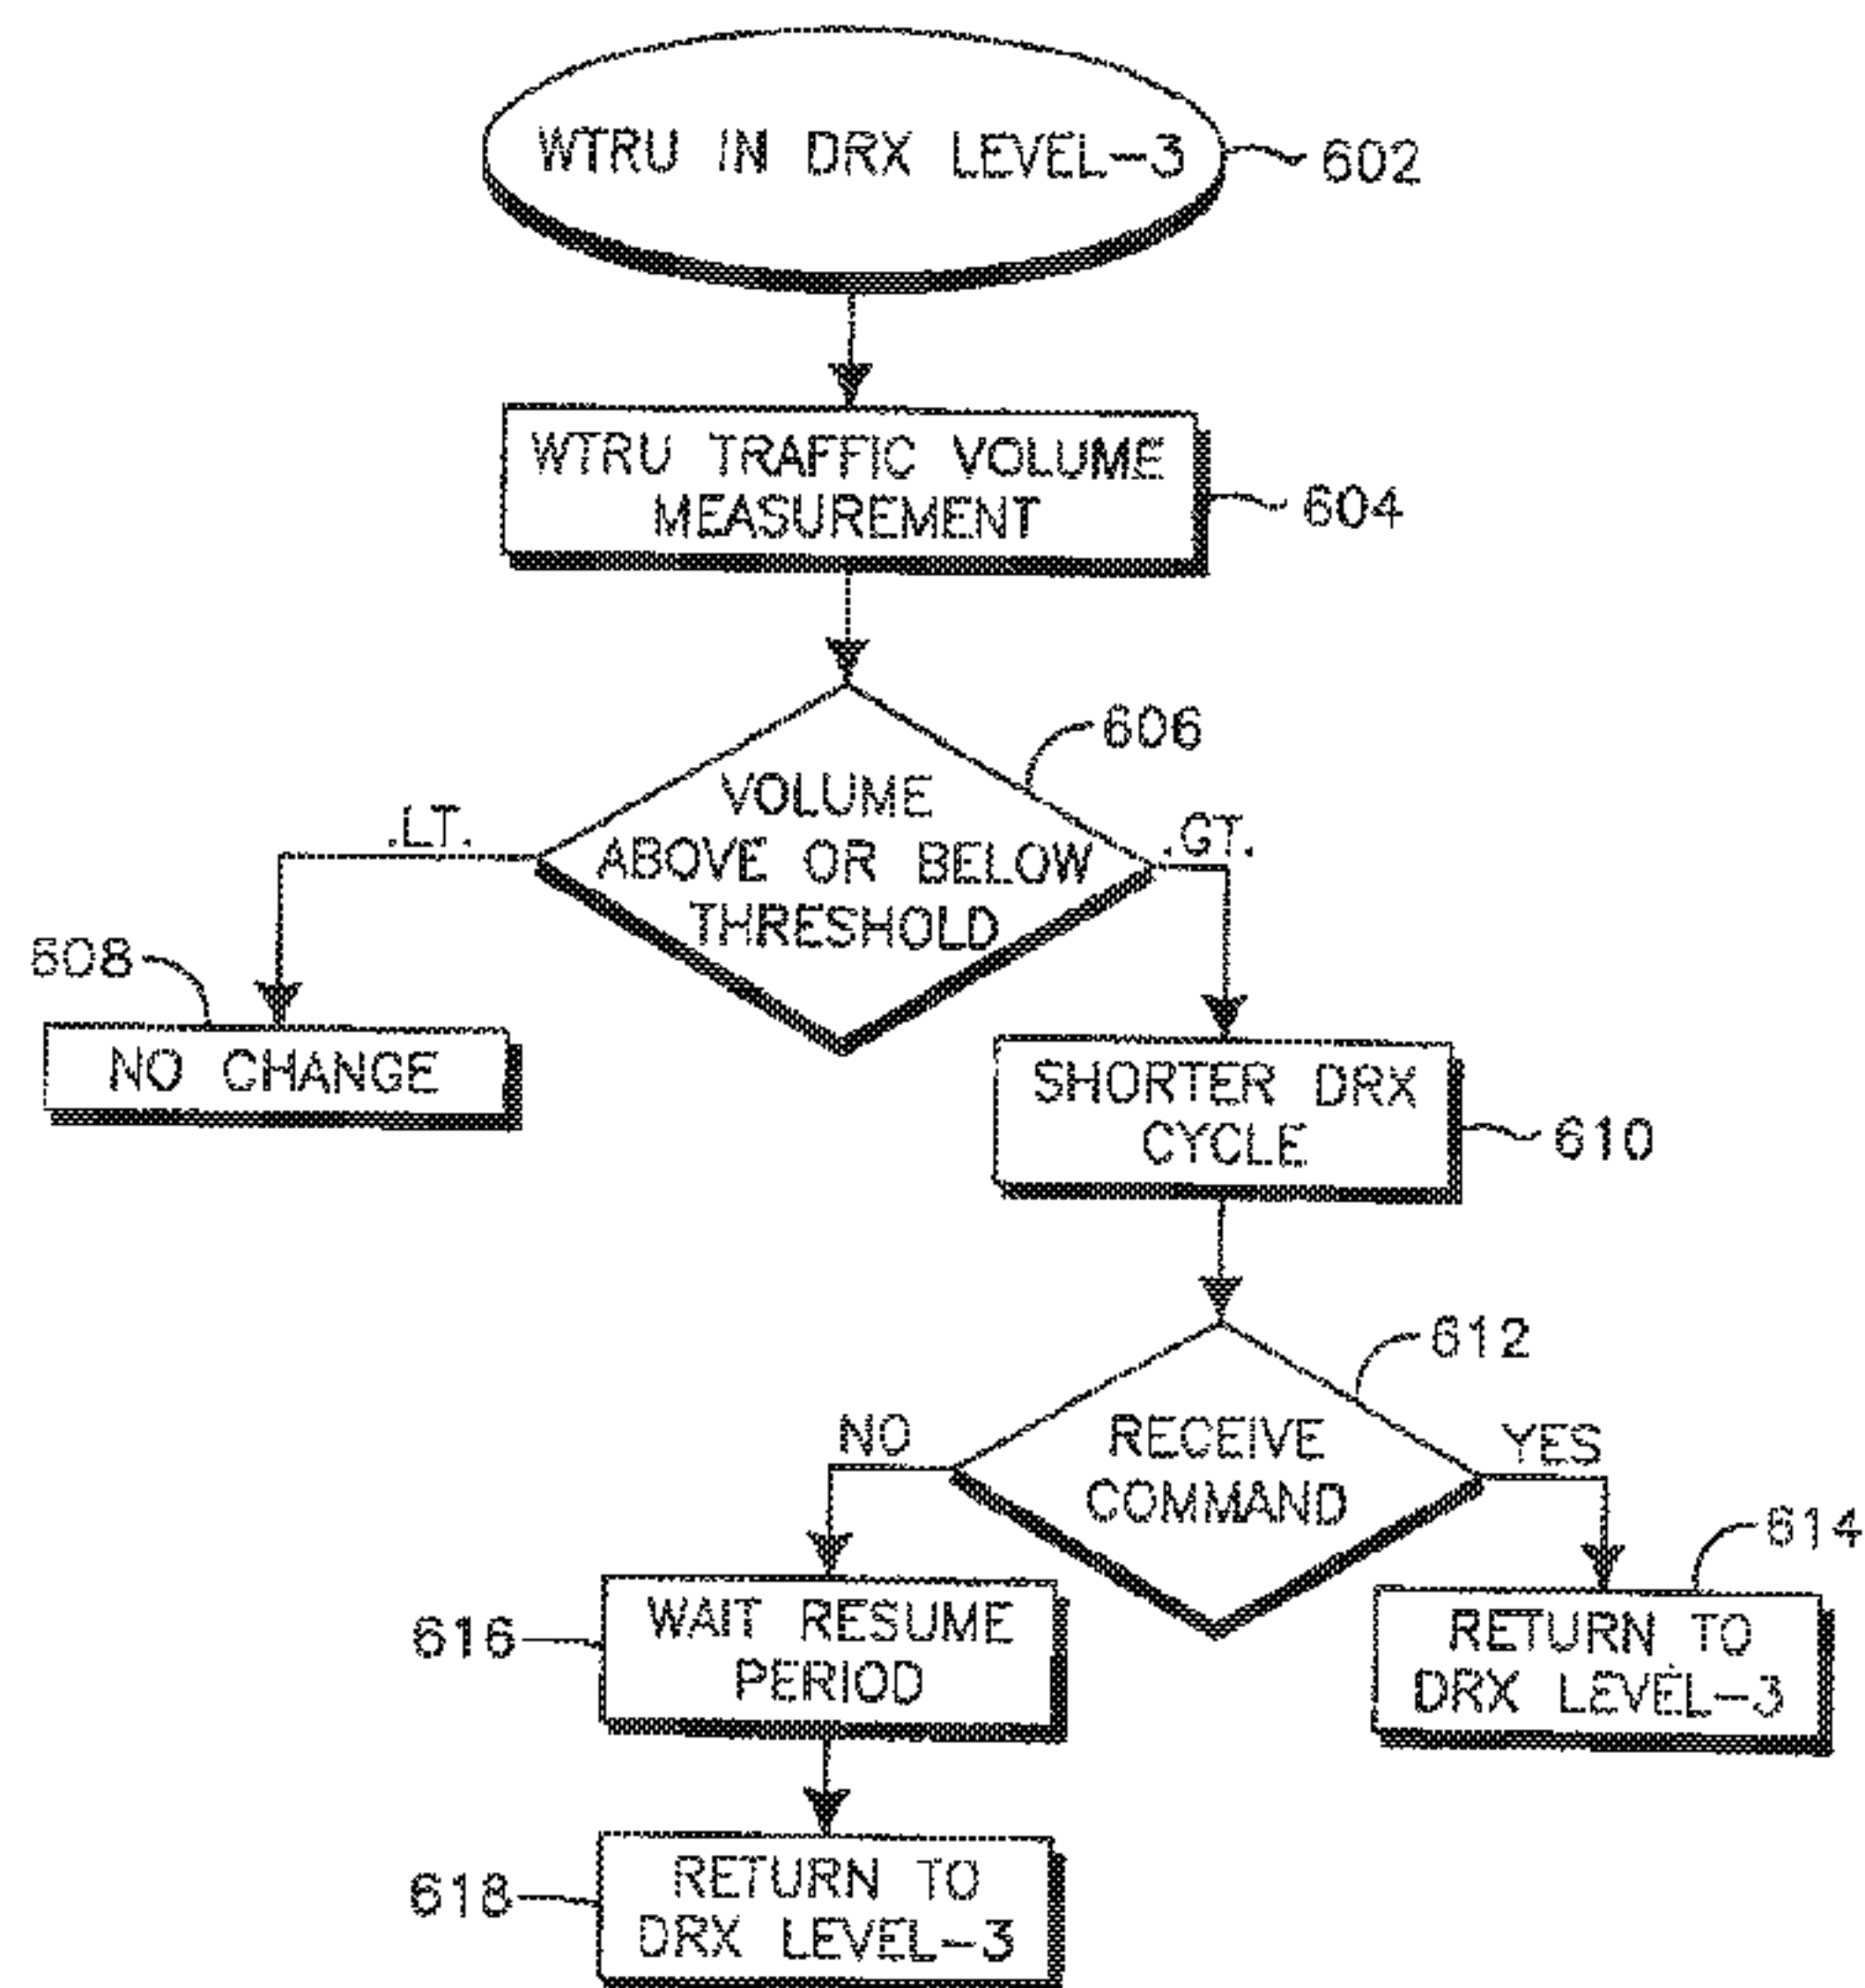 WTRU IN DRX LEVEL-3
602
WTRU TRAFFIC VOLUME
MEASUREMENT
604
606
VOLUME
ABOVE OR BELOW
THRESHOLD
.LT.
.GT.
608
NO CHANGE
SHORTER DRX
CYCLE
610
612
RECEIVE
COMMAND
NO
YES
614
616
WAIT RESUME
PERIOD
RETURN TO
DRX LEVEL-3
618
RETURN TO
DRX LEVEL-3